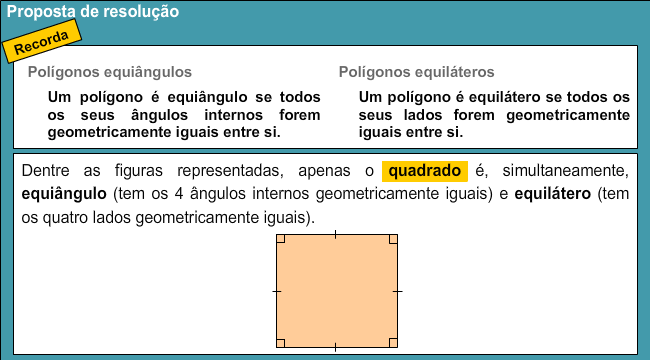 Proposta de resolução
Recorda
Polígonos equiângulos
Um polígono é equiângulo se todos
os seus ângulos internos forem
geometricamente iguais entre si.
Polígonos equiláteros
Um polígono é equilátero se todos os
seus lados forem geometricamente
iguais entre si.
Dentre as figuras representadas, apenas o quadrado é, simultaneamente,
equiângulo (tem os 4 ângulos internos geometricamente iguais) e equilátero (tem
os quatro lados geometricamente iguais).